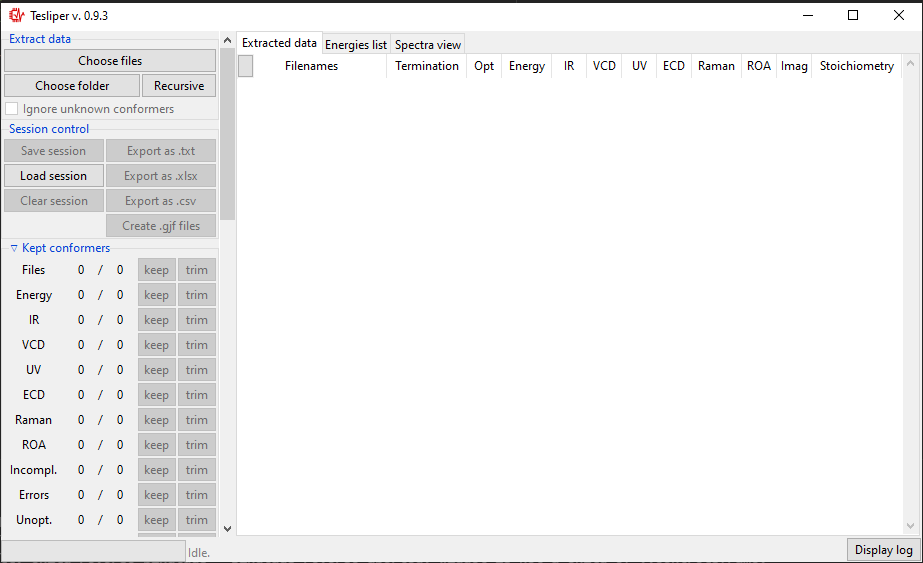 Tesliper v. 0.9.3
Extract data
Choose files
Choose folder Recursive
Ignore unknown conformers
Session control
Save session Export as .txt
Load session Export as .xlsx
Clear session Export as .csv
Create .gjf files
▽ Kept conformers
Files 0 / 0 keep trim
Energy 0 / 0 keep trim
IR 0 / 0 keep trim
VCD 0 / 0 keep trim
UV 0 / 0 keep trim
ECD 0 / 0 keep trim
Raman 0 / 0 keep trim
ROA 0 / 0 keep trim
Incompl. 0 / 0 keep trim
Errors 0 / 0 keep trim
Unopt. 0 / 0 keep trim
Idle.
Extracted data Energies list Spectra view
Filenames Termination Opt Energy IR VCD UV ECD Raman ROA Imag Stoichiometry
Display log